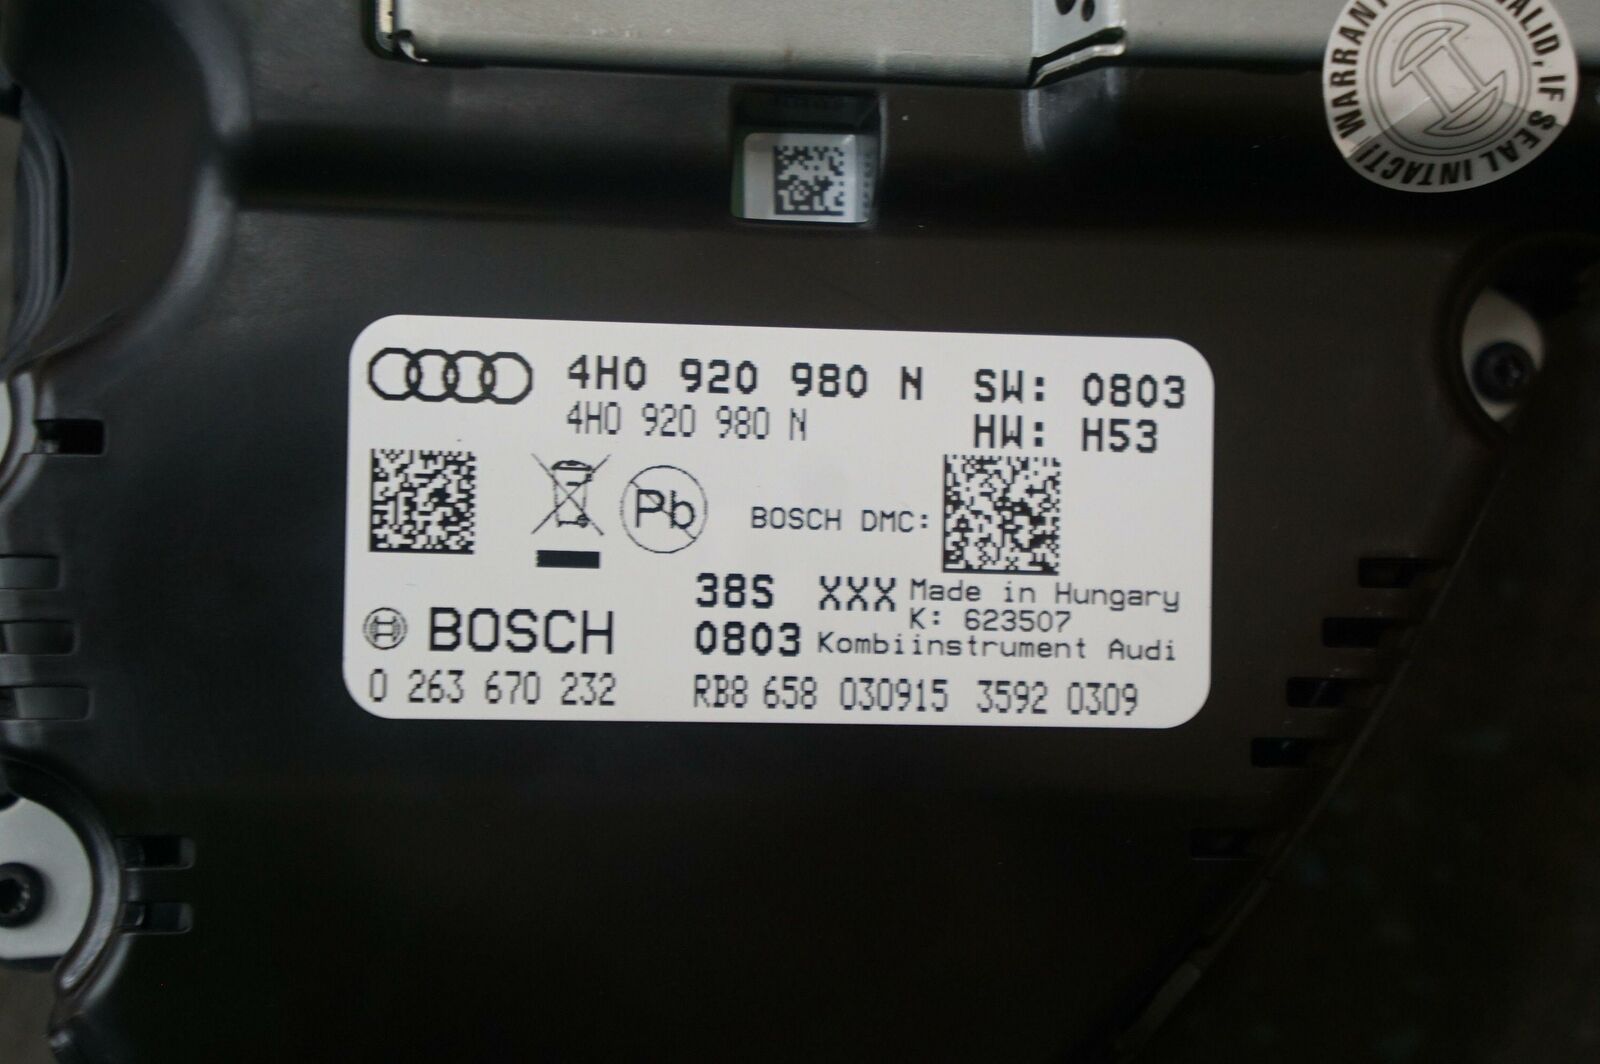 WARRANTY VALID, IF SEAL INTACT!
4H0 920 980 N SW: 0803
4H0 920 980 N HW: H53
Pb
BOSCH DMC:
38S XXX Made in Hungary
K: 623507
BOSCH 0803 Kombiinstrument Audi
0 263 670 232 RB8 658 030915 3592 0309